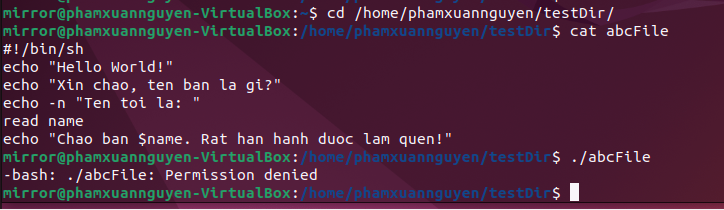 mirror@phamxuannguyen-VirtualBox:~$ cd /home/phamxuannguyen/testDir/
mirror@phamxuannguyen-VirtualBox:/home/phamxuannguyen/testDir$ cat abcFile
#!/bin/sh
echo "Hello World!"
echo "Xin chao, ten ban la gi?"
echo -n "Ten toi la: "
read name
echo "Chao ban $name. Rat han hanh duoc lam quen!"
mirror@phamxuannguyen-VirtualBox:/home/phamxuannguyen/testDir$ ./abcFile
-bash: ./abcFile: Permission denied
mirror@phamxuannguyen-VirtualBox:/home/phamxuannguyen/testDir$